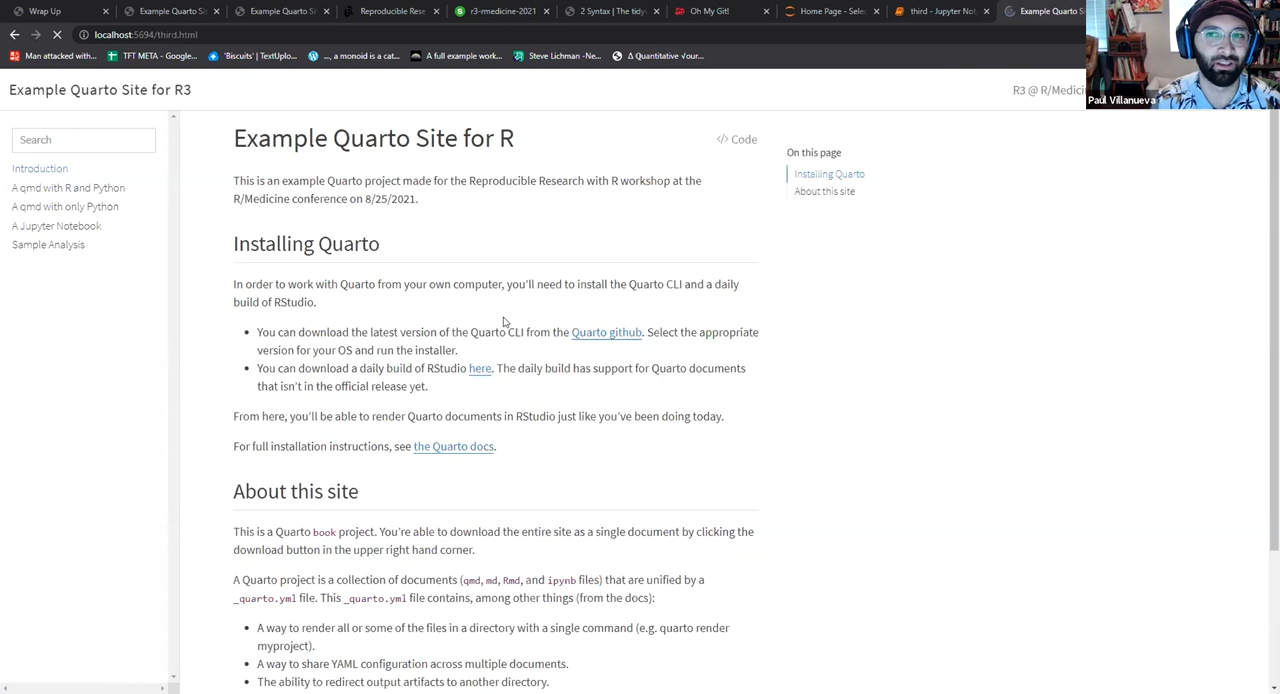 Wrap Up
Example Quarto Si
Example Quarto Si
Reproducible Rese
r3-rmedicine-2021
2 Syntax | The tidy
Oh My Git!
Home Page - Selec
third - Jupyter Not
Example Quarto S
localhost:5694/third.html
Man attacked with...
TFT META - Google...
'Biscuits' | TextUplo...
..., a monoid is a cat...
A full example work...
Steve Lichman -Ne...
Δ Quantitative √our...
Example Quarto Site for R3
R3 @ R/Medici
Paul Villanueva
Search
Introduction
A qmd with R and Python
A qmd with only Python
A Jupyter Notebook
Sample Analysis
Example Quarto Site for R
</> Code
This is an example Quarto project made for the Reproducible Research with R workshop at the
R/Medicine conference on 8/25/2021.
Installing Quarto
In order to work with Quarto from your own computer, you'll need to install the Quarto CLI and a daily
build of RStudio.
• You can download the latest version of the Quarto CLI from the Quarto github. Select the appropriate
version for your OS and run the installer.
• You can download a daily build of RStudio here. The daily build has support for Quarto documents
that isn't in the official release yet.
From here, you'll be able to render Quarto documents in RStudio just like you've been doing today.
For full installation instructions, see the Quarto docs.
About this site
This is a Quarto book project. You're able to download the entire site as a single document by clicking the
download button in the upper right hand corner.
A Quarto project is a collection of documents (qmd, md, Rmd, and ipynb files) that are unified by a
_quarto.yml file. This _quarto.yml file contains, among other things (from the docs):
• A way to render all or some of the files in a directory with a single command (e.g. quarto render
myproject).
• A way to share YAML configuration across multiple documents.
• The ability to redirect output artifacts to another directory.
On this page
Installing Quarto
About this site